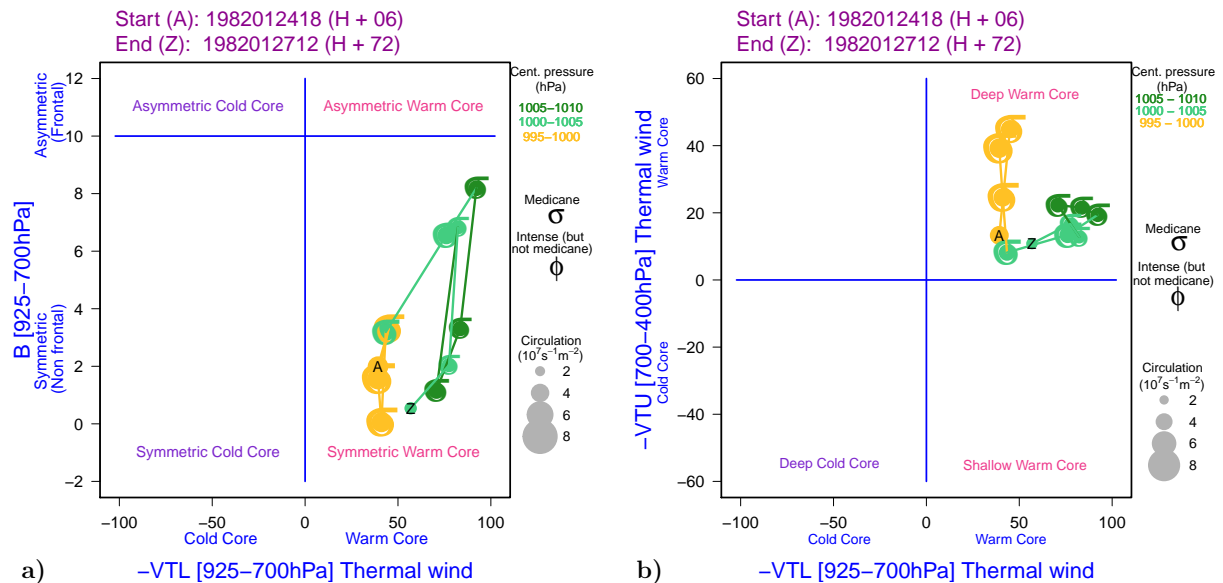 Start (A): 1982012418 (H + 06)
End (Z):  1982012712 (H + 72)
12
10
8
6
4
2
0
−2
−100
−50
0
50
100
Asymmetric (Frontal)
B [925−700hPa]
Symmetric (Non frontal)
Asymmetric Cold Core
Asymmetric Warm Core
Symmetric Cold Core
Symmetric Warm Core
A
Z
Cold Core
Warm Core
−VTL [925−700hPa] Thermal wind
a)
Cent. pressure
(hPa)
1005−1010
1000−1005
995−1000
Medicane
σ
Intense (but
not medicane)
ϕ
Circulation
(10⁷s⁻¹m⁻²)
2
4
6
8
Start (A): 1982012418 (H + 06)
End (Z):  1982012712 (H + 72)
60
40
20
0
−20
−40
−60
−100
−50
0
50
100
−VTU [700−400hPa] Thermal wind
Warm Core
Cold Core
Deep Warm Core
Deep Cold Core
Shallow Warm Core
A
Z
Cold Core
Warm Core
−VTL [925−700hPa] Thermal wind
b)
Cent. pressure
(hPa)
1005 − 1010
1000 − 1005
995 − 1000
Medicane
σ
Intense (but
not medicane)
ϕ
Circulation
(10⁷s⁻¹m⁻²)
2
4
6
8